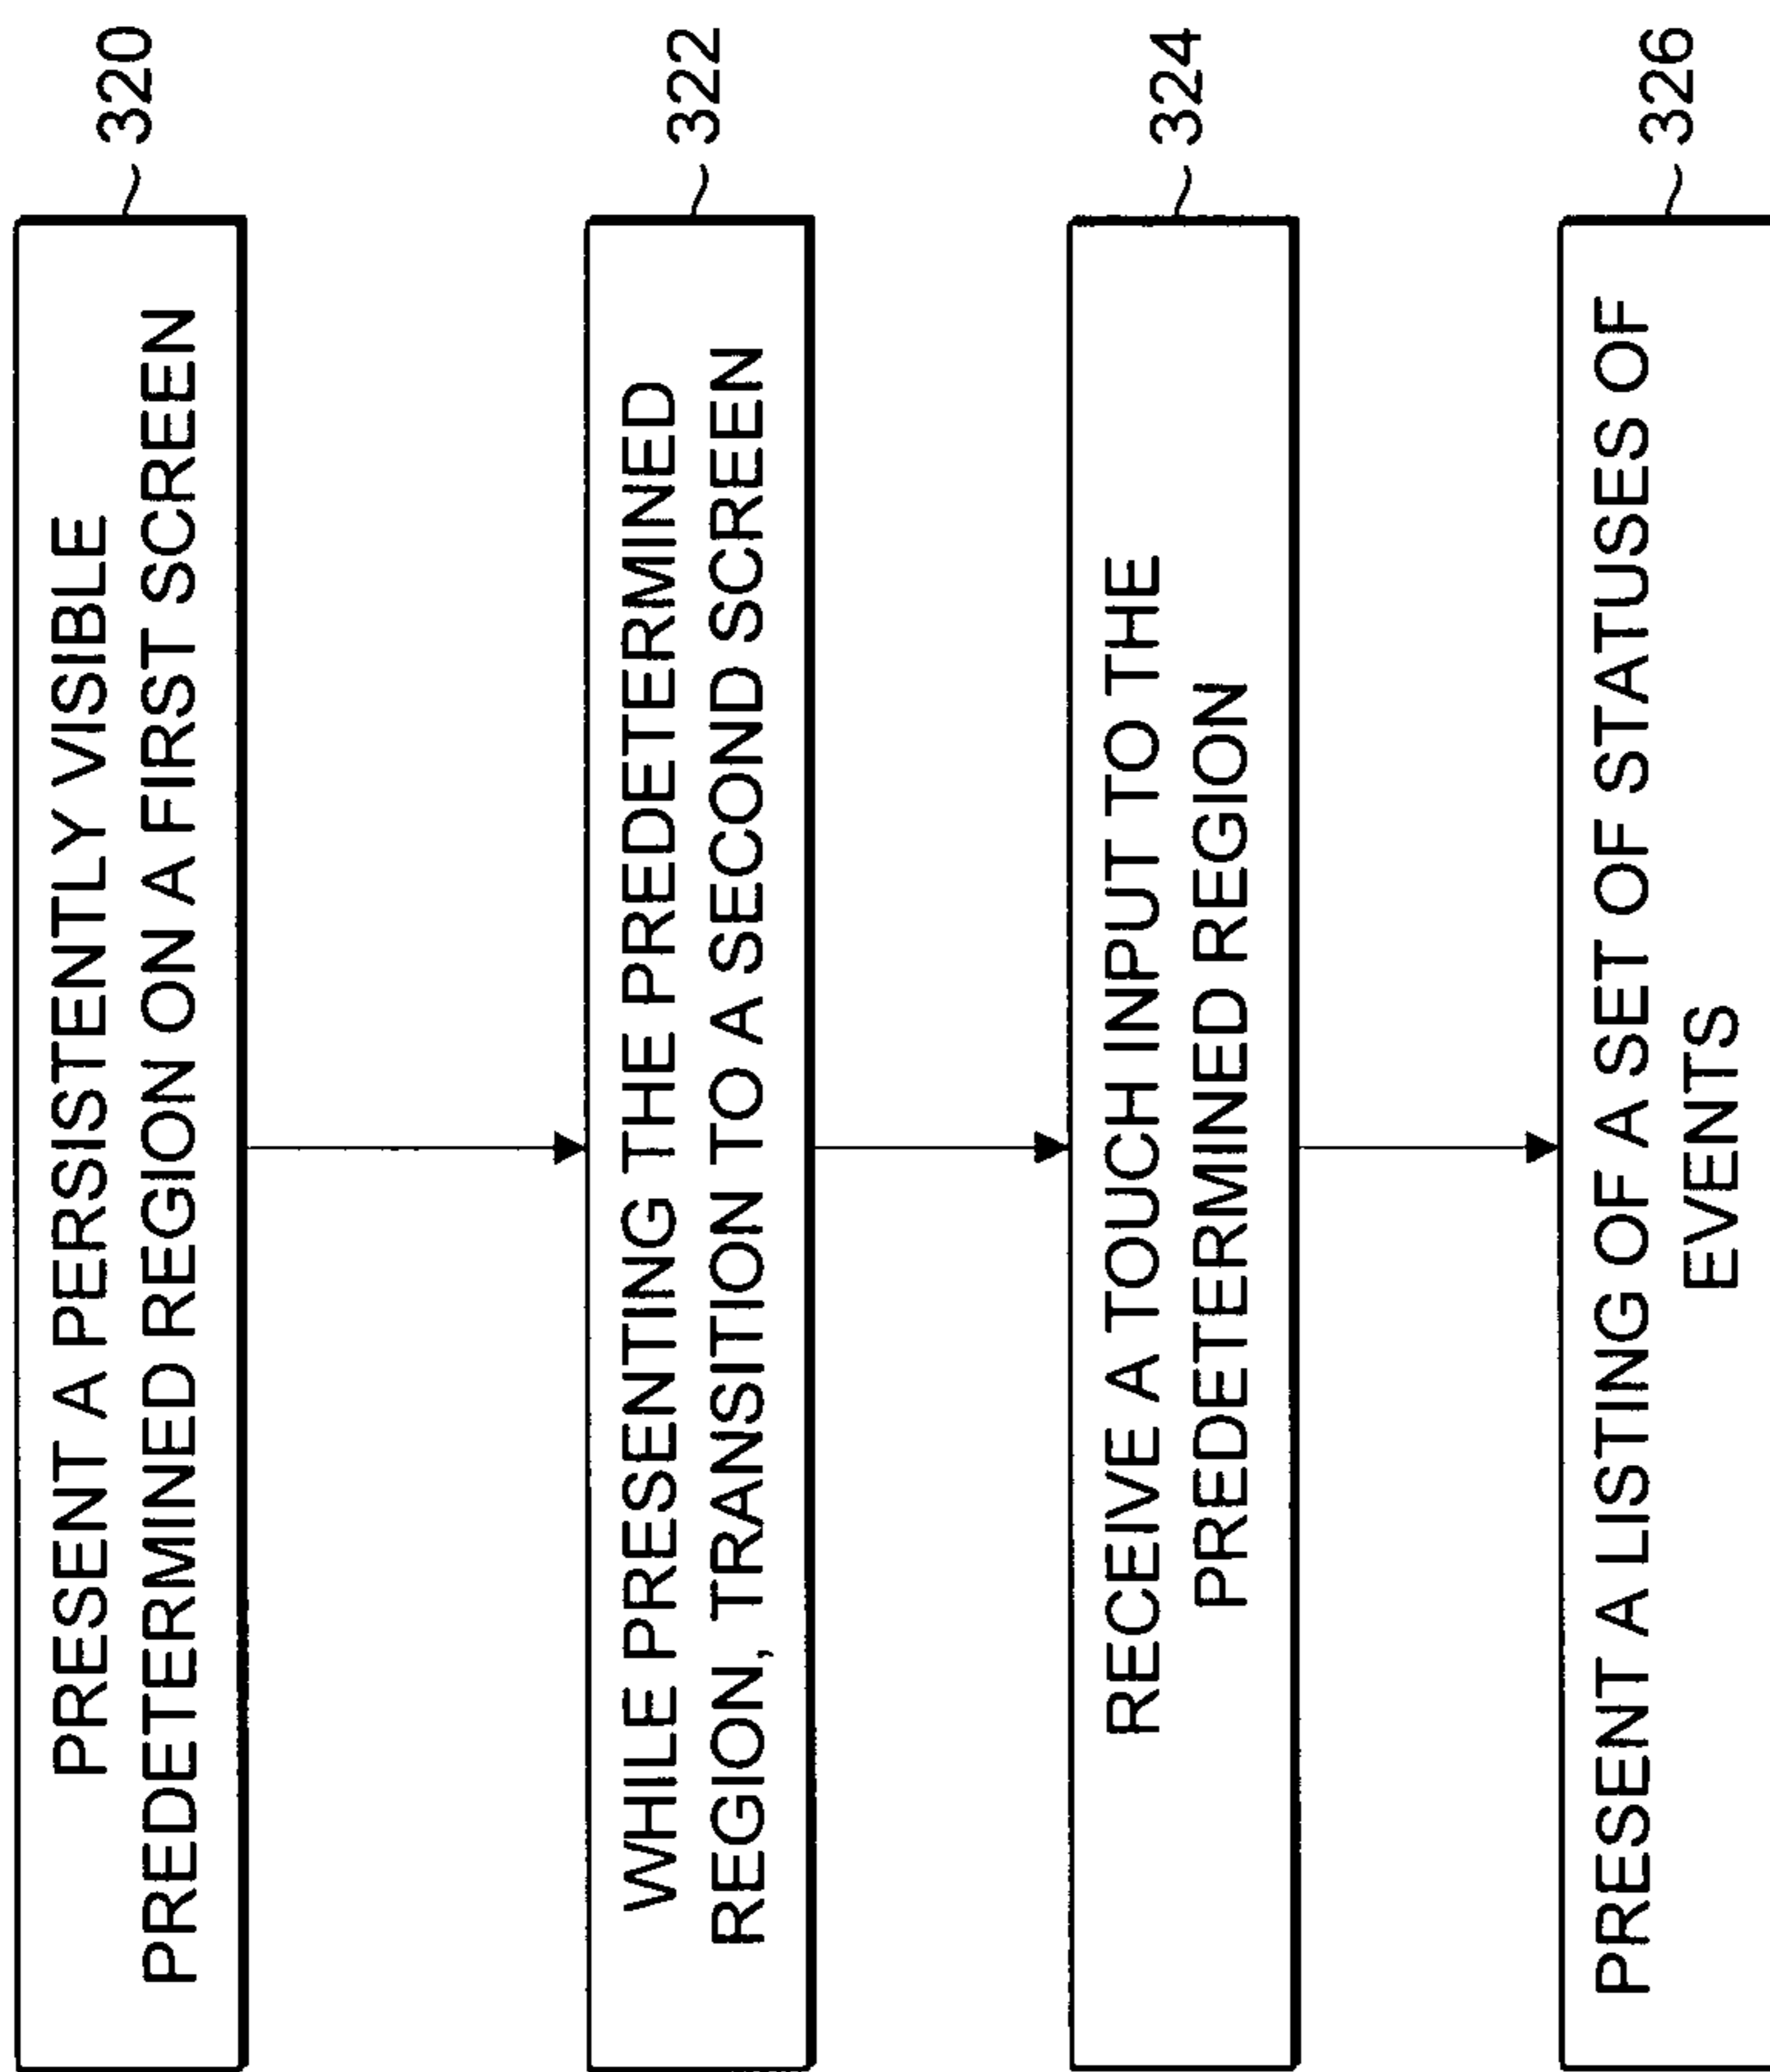 PRESENT A PERSISTENTLY VISIBLE
PREDETERMINED REGION ON A FIRST SCREEN
320
WHILE PRESENTING THE PREDETERMINED
REGION, TRANSITION TO A SECOND SCREEN
322
RECEIVE A TOUCH INPUT TO THE
PREDETERMINED REGION
324
PRESENT A LISTING OF A SET OF STATUSES OF
EVENTS
326